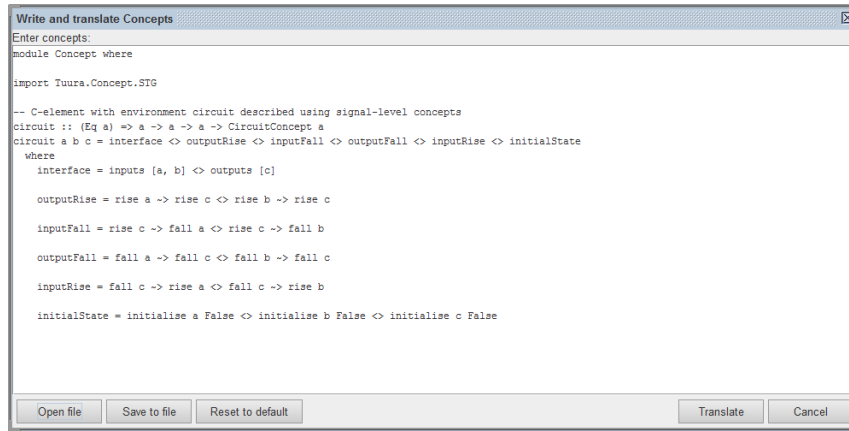 Write and translate Concepts
Enter concepts:
module Concept where
import Tuura.Concept.STG
-- C-element with environment circuit described using signal-level concepts
circuit :: (Eq a) => a -> a -> a -> CircuitConcept a
circuit a b c = interface <> outputRise <> inputFall <> outputFall <> inputRise <> initialState
  where
    interface = inputs [a, b] <> outputs [c]
    outputRise = rise a ~> rise c <> rise b ~> rise c
    inputFall = rise c ~> fall a <> rise c ~> fall b
    outputFall = fall a ~> fall c <> fall b ~> fall c
    inputRise = fall c ~> rise a <> fall c ~> rise b
    initialState = initialise a False <> initialise b False <> initialise c False
Open file Save to file Reset to default Translate Cancel